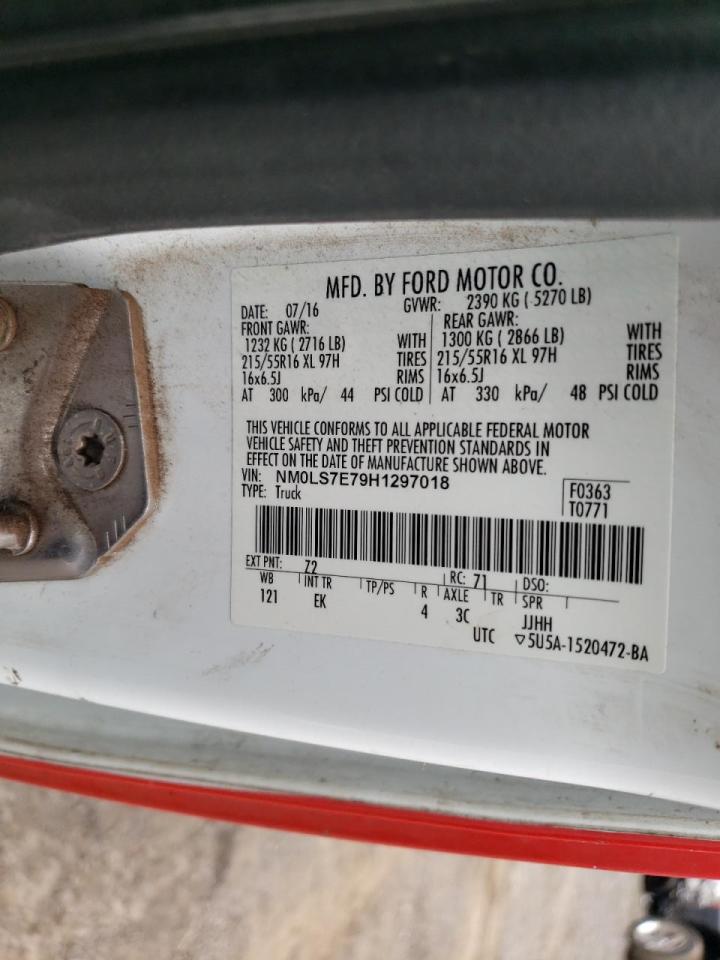 MFD. BY FORD MOTOR CO.
DATE: 07/16 GVWR: 2390 KG ( 5270 LB)
FRONT GAWR: REAR GAWR:
1232 KG ( 2716 LB) WITH 1300 KG ( 2866 LB) WITH
215/55R16 XL 97H TIRES 215/55R16 XL 97H TIRES
16x6.5J RIMS 16x6.5J RIMS
AT 300 kPa/ 44 PSI COLD AT 330 kPa/ 48 PSI COLD
THIS VEHICLE CONFORMS TO ALL APPLICABLE FEDERAL MOTOR
VEHICLE SAFETY AND THEFT PREVENTION STANDARDS IN
EFFECT ON THE DATE OF MANUFACTURE SHOWN ABOVE.
VIN: NM0LS7E79H1297018 F0363
TYPE: Truck T0771
EXT PNT: Z2 RC: 71 DSO:
WB INT TR TP/PS R AXLE TR SPR
121 EK 4 3C JJHH
UTC ▽5U5A-1520472-BA